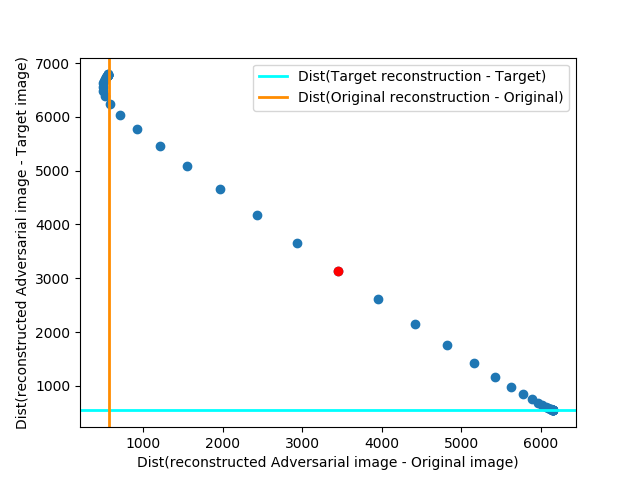 Dist(Target reconstruction - Target)
Dist(Original reconstruction - Original)
7000
6000
5000
4000
3000
2000
1000
Dist(reconstructed Adversarial image - Target image)
1000 2000 3000 4000 5000 6000
Dist(reconstructed Adversarial image - Original image)